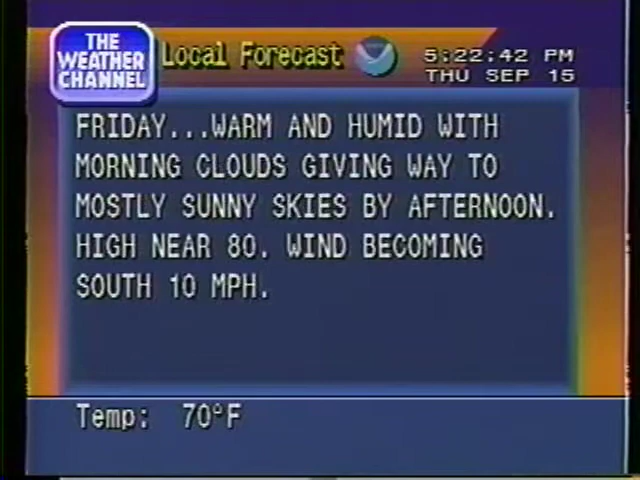 THE
WEATHER
CHANNEL
Local Forecast
5:22:42 PM
THU SEP 15
FRIDAY...WARM AND HUMID WITH
MORNING CLOUDS GIVING WAY TO
MOSTLY SUNNY SKIES BY AFTERNOON.
HIGH NEAR 80. WIND BECOMING
SOUTH 10 MPH.
Temp: 70°F